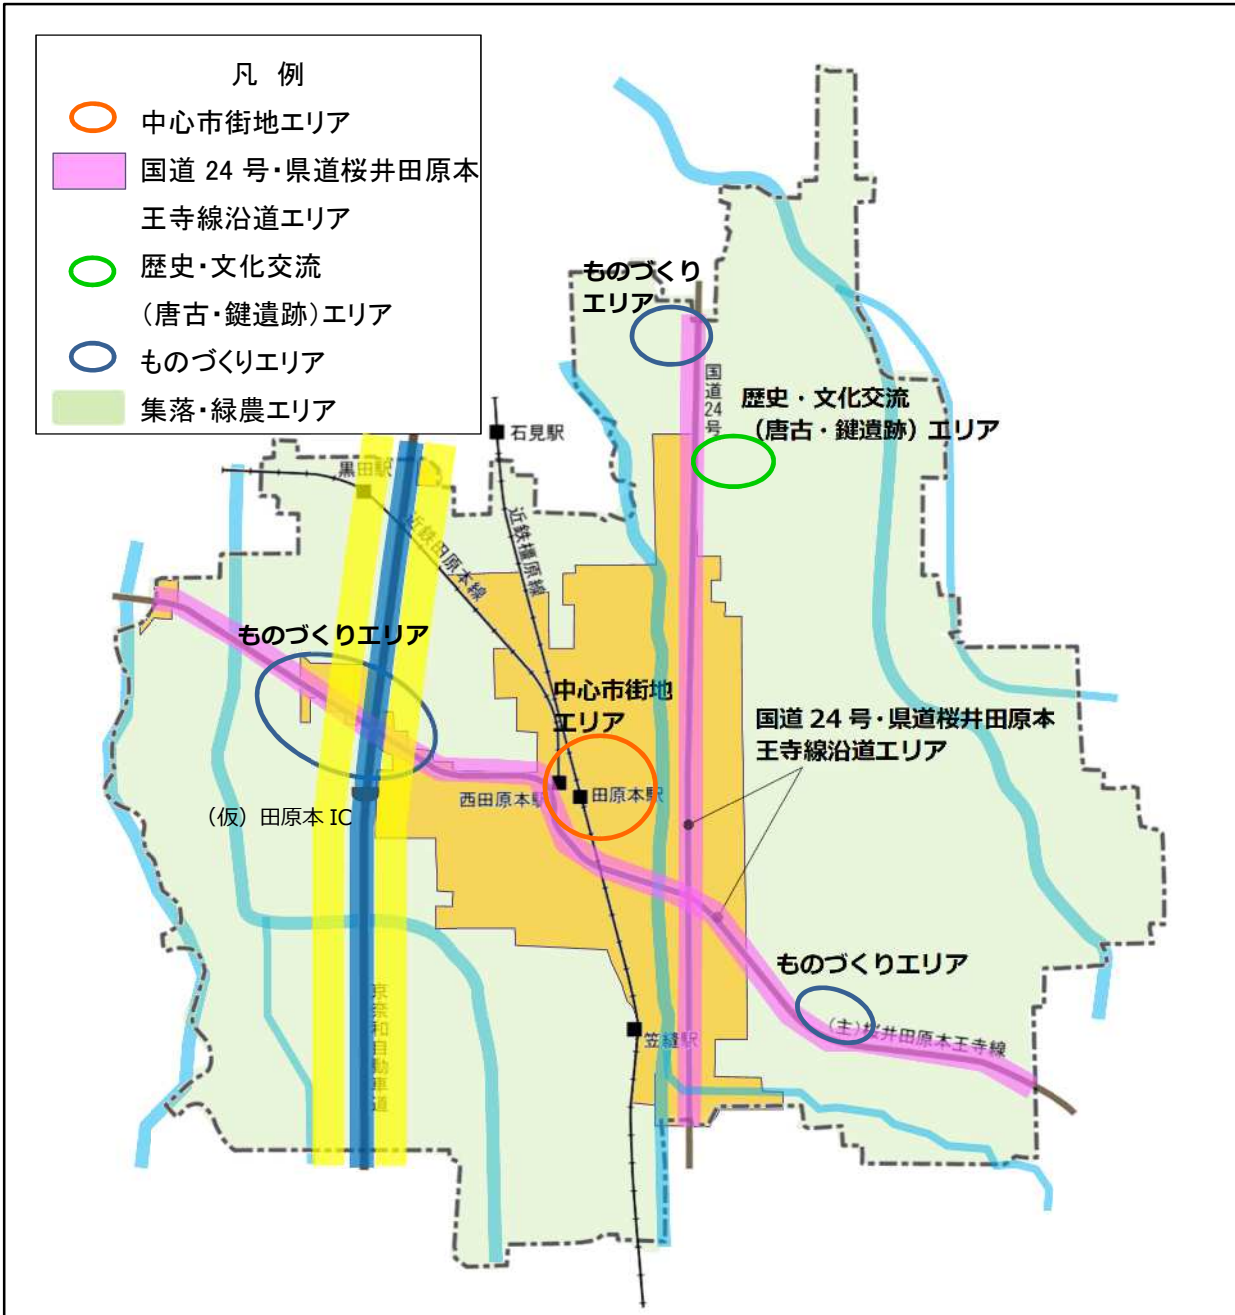 凡 例
中心市街地エリア
国道 24 号・県道桜井田原本
王寺線沿道エリア
歴史・文化交流
（唐古・鍵遺跡）エリア
ものづくりエリア
集落・緑農エリア
ものづくり
エリア
国道24号
歴史・文化交流
（唐古・鍵遺跡）エリア
石見駅
黒田駅
近鉄田原本線
近鉄橿原線
ものづくりエリア
中心市街地
エリア
国道 24 号・県道桜井田原本
王寺線沿道エリア
西田原本駅
田原本駅
（仮）田原本 IC
ものづくりエリア
京奈和自動車道
笠縫駅
(主)桜井田原本王寺線